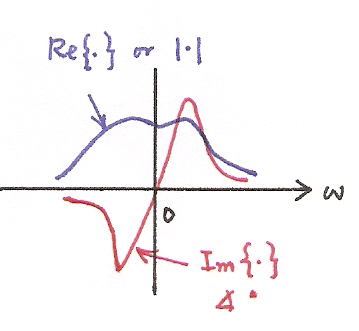 Re{·} or |·|
ω
0
Im{·}
∡ ·